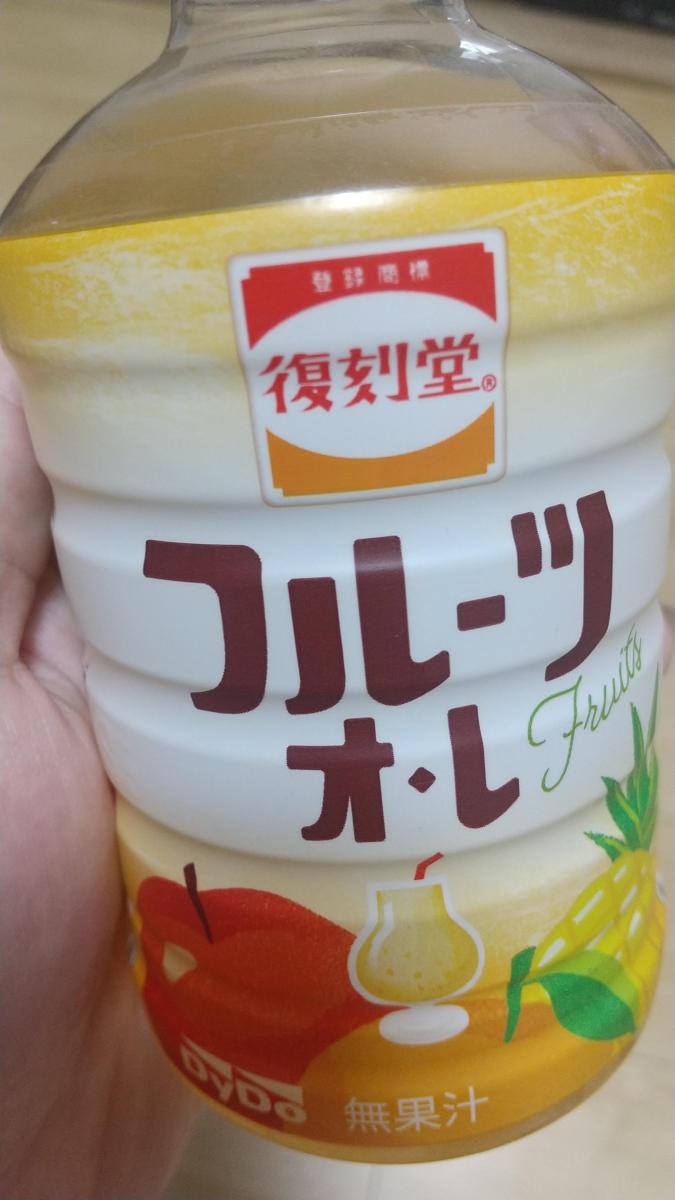 登録商標
復刻堂®
フルーツ
オ・レ
Fruits
DyDo
無果汁